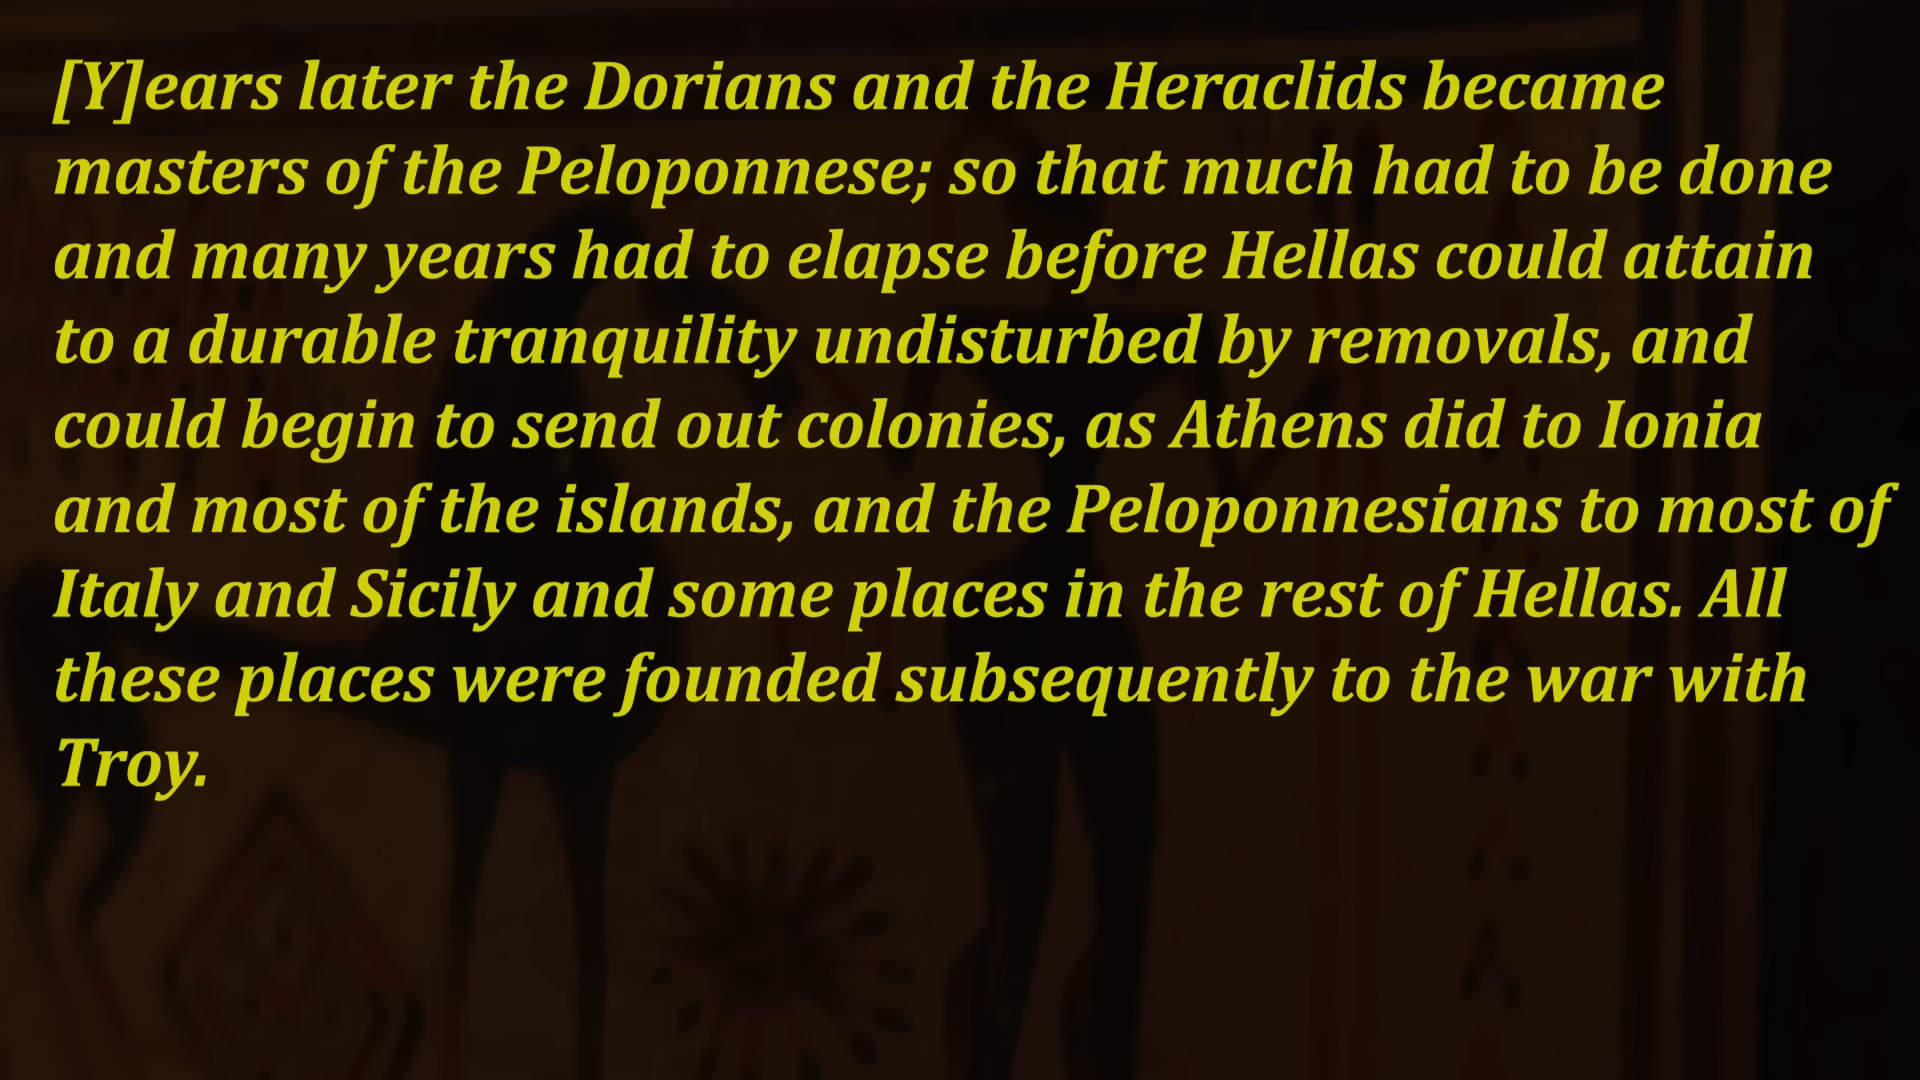 [Y]ears later the Dorians and the Heraclids became
masters of the Peloponnese; so that much had to be done
and many years had to elapse before Hellas could attain
to a durable tranquility undisturbed by removals, and
could begin to send out colonies, as Athens did to Ionia
and most of the islands, and the Peloponnesians to most of
Italy and Sicily and some places in the rest of Hellas. All
these places were founded subsequently to the war with
Troy.